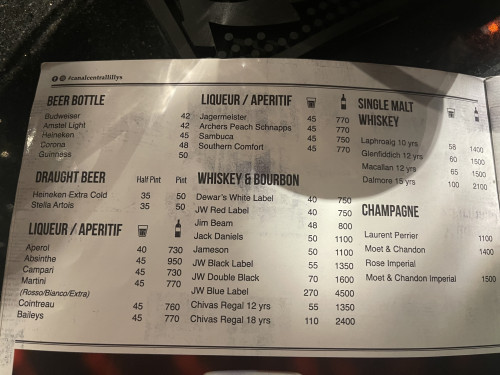 /canalcentralliffys
BEER BOTTLE
Budweiser 42
Amstel Light 42
Heineken 42
Corona 48
Guinness 50
DRAUGHT BEER Half Pint Pint
Heineken Extra Cold 35 50
Stella Artois 35 50
LIQUEUR / APERITIF
Aperol 40 730
Absinthe 45 950
Campari 45 730
Martini 45 770
(Rosso/Bianco/Extra)
Cointreau 45 760
Baileys 45 770
LIQUEUR / APERITIF
Jagermeister 45 770
Archers Peach Schnapps 45 770
Sambuca 45 750
Southern Comfort 45 770
WHISKEY & BOURBON
Dewar's White Label 40 750
JW Red Label 40 750
Jim Beam 48 800
Jack Daniels 50 1100
Jameson 50 1100
JW Black Label 55 1350
JW Double Black 70 1600
JW Blue Label 270 4500
Chivas Regal 12 yrs 55 1350
Chivas Regal 18 yrs 110 2400
SINGLE MALT
WHISKEY
Laphroaig 10 yrs 58 1400
Glenfiddich 12 yrs 60 1500
Macallan 12 yrs 65 1500
Dalmore 15 yrs 100 2100
CHAMPAGNE
Laurent Perrier 1100
Moet & Chandon 1400
Rose Imperial
Moet & Chandon Imperial 1500